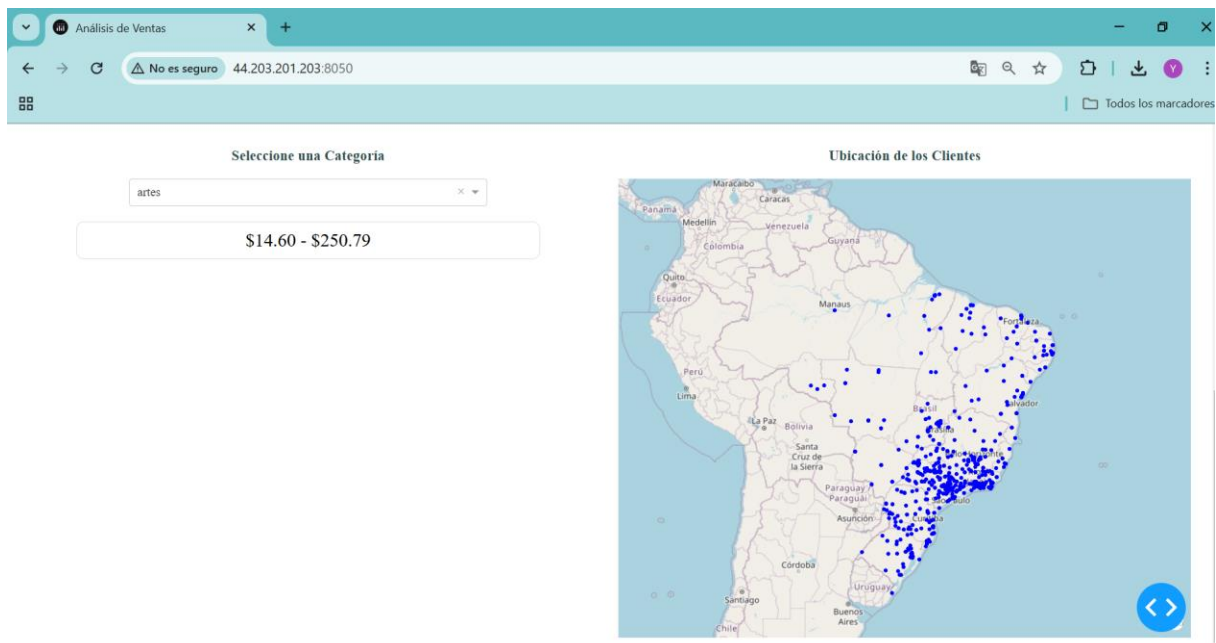 Análisis de Ventas
No es seguro 44.203.201.203:8050
Y
Todos los marcadores
Seleccione una Categoría
Ubicación de los Clientes
artes
$14.60 - $250.79
Maracaibo
Caracas
Panamá
Medellín
Venezuela
Guyana
Colombia
Quito
Ecuador
Manaus
Fortaleza
Perú
Lima
Brasil
Salvador
La Paz
Bolivia
Brasília
Santa
Cruz de
la Sierra
Belo Horizonte
Paraguay
Paraguái
São Paulo
Asunción
Curitiba
Córdoba
Uruguay
Santiago
Buenos
Aires
Chile